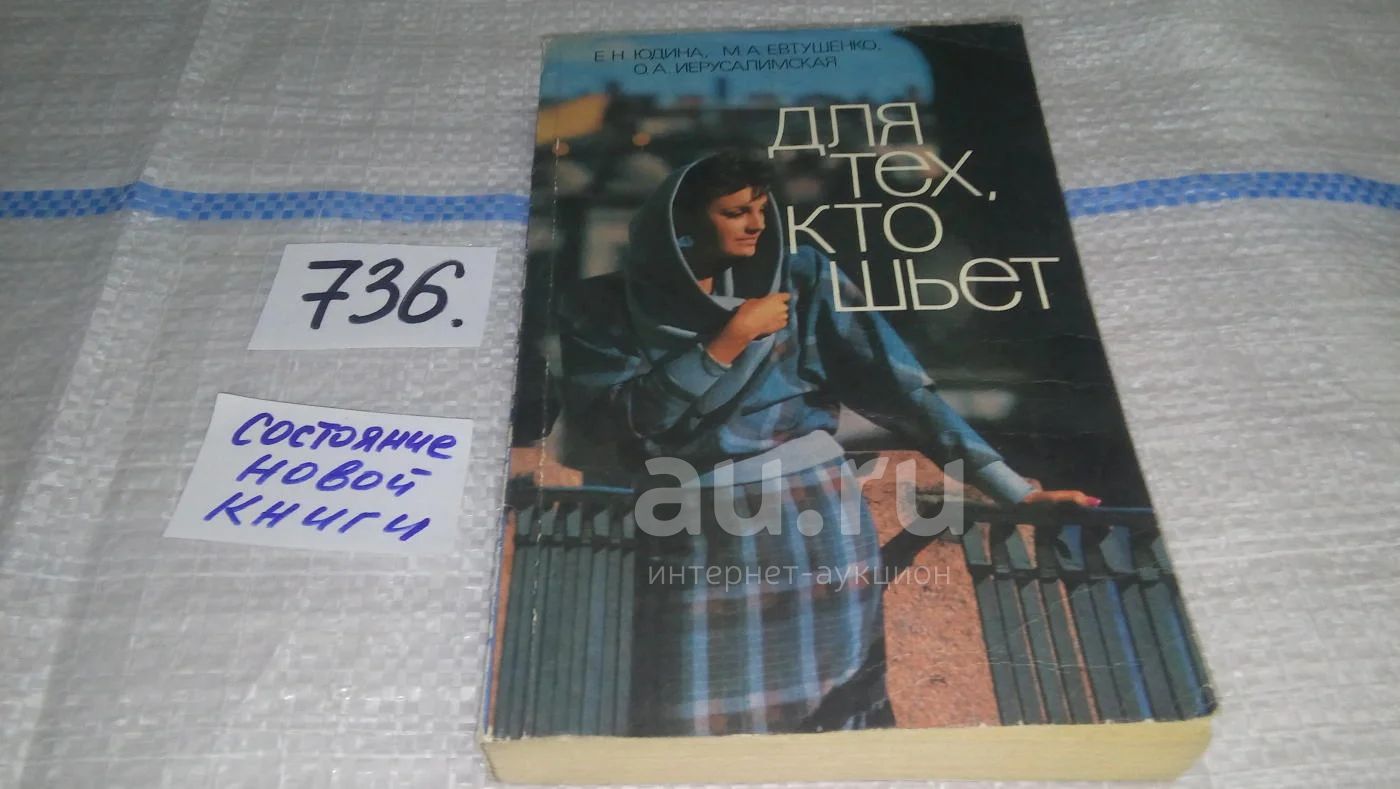 Е. Н. ЮДИНА, М. А. ЕВТУШЕНКО,
О. А. ИЕРУСАЛИМСКАЯ
ДЛЯ
тех,
кто
шьет
736.
состояние
новой
книги
au.ru
интернет-аукцион